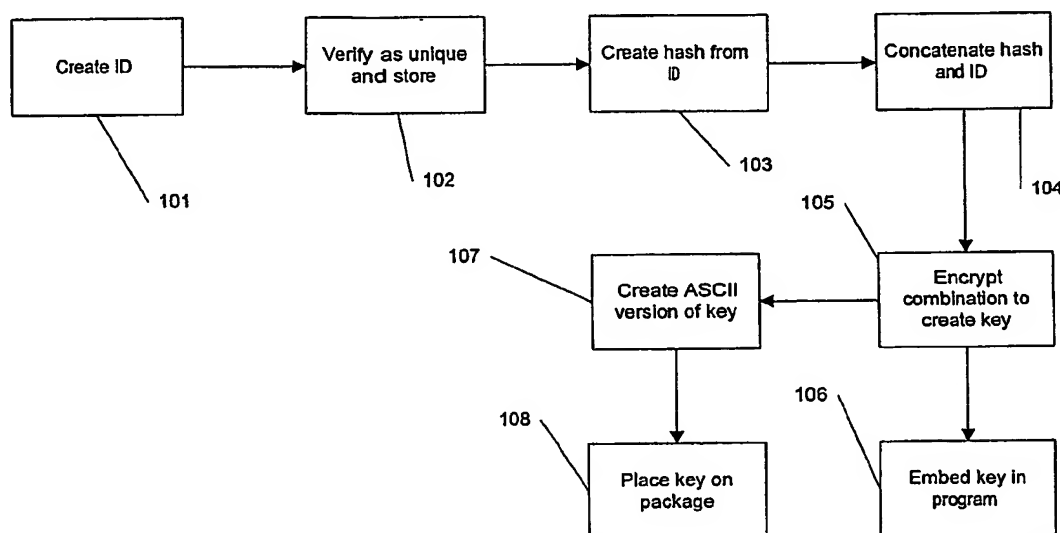 Create ID
Verify as unique
and store
Create hash from
ID
Concatenate hash
and ID
101
102
103
104
105
107
Create ASCII
version of key
Encrypt
combination to
create key
108
106
Place key on
package
Embed key in
program